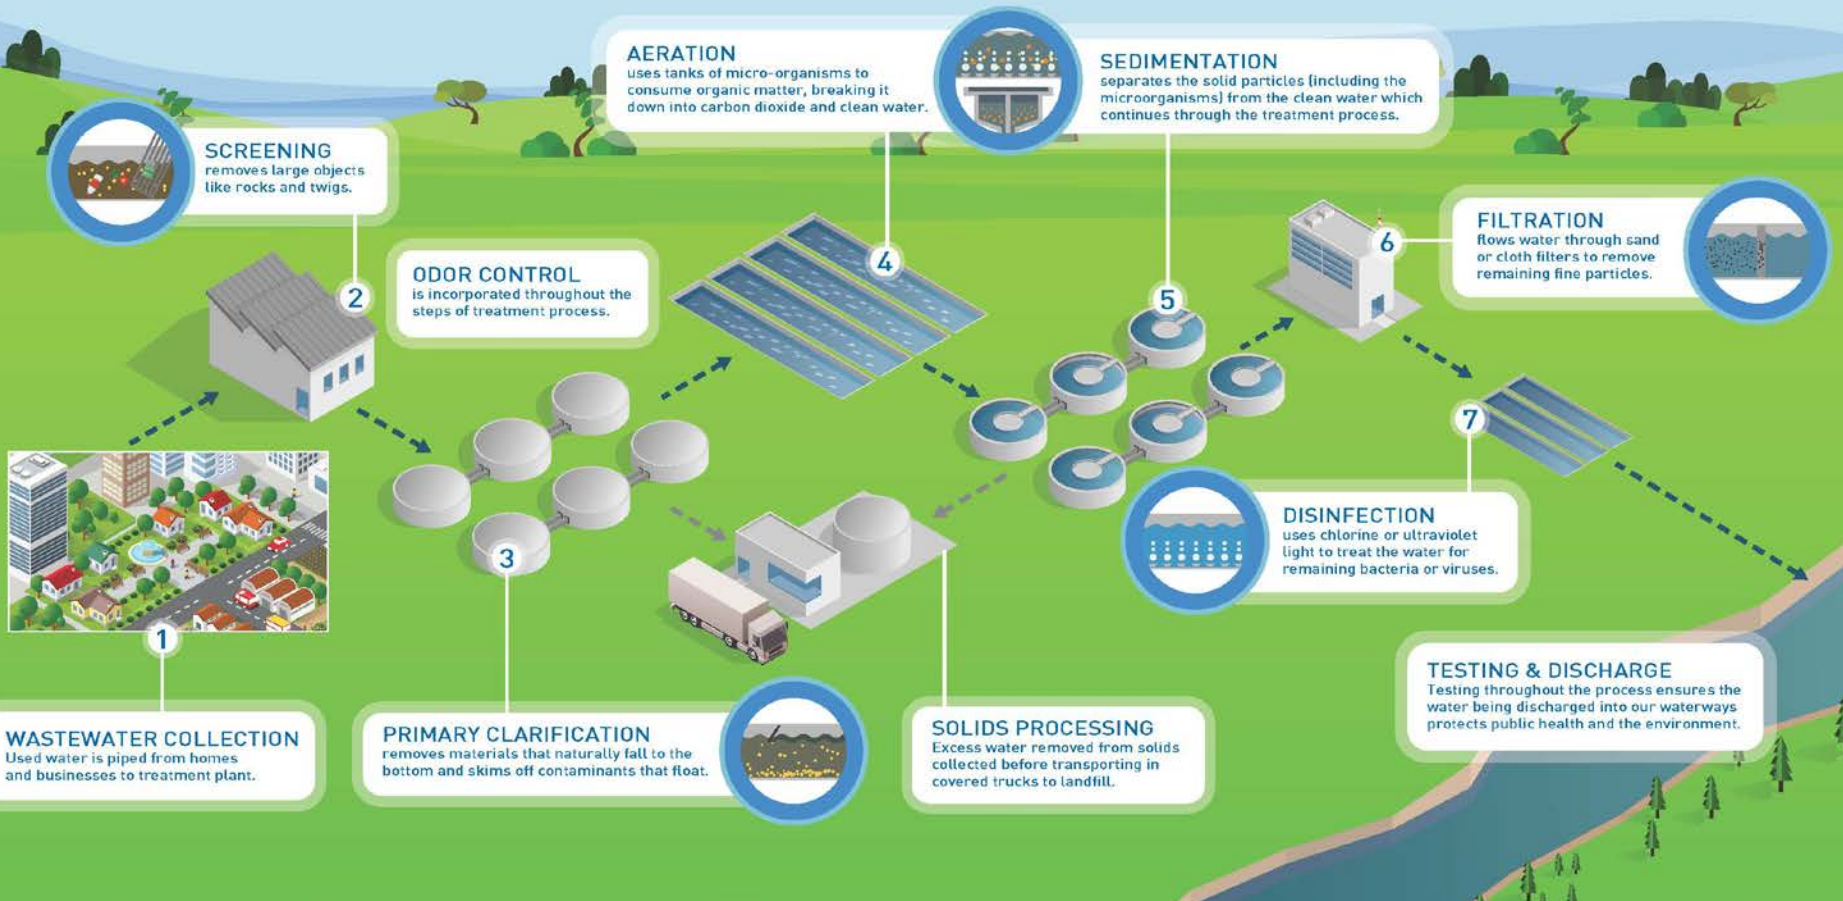 AERATION
uses tanks of micro-organisms to
consume organic matter, breaking it
down into carbon dioxide and clean water.
SEDIMENTATION
separates the solid particles (including the
microorganisms) from the clean water which
continues through the treatment process.
SCREENING
removes large objects
like rocks and twigs.
2
ODOR CONTROL
is incorporated throughout the
steps of treatment process.
4
5
6
FILTRATION
flows water through sand
or cloth filters to remove
remaining fine particles.
7
DISINFECTION
uses chlorine or ultraviolet
light to treat the water for
remaining bacteria or viruses.
3
1
WASTEWATER COLLECTION
Used water is piped from homes
and businesses to treatment plant.
PRIMARY CLARIFICATION
removes materials that naturally fall to the
bottom and skims off contaminants that float.
SOLIDS PROCESSING
Excess water removed from solids
collected before transporting in
covered trucks to landfill.
TESTING & DISCHARGE
Testing throughout the process ensures the
water being discharged into our waterways
protects public health and the environment.